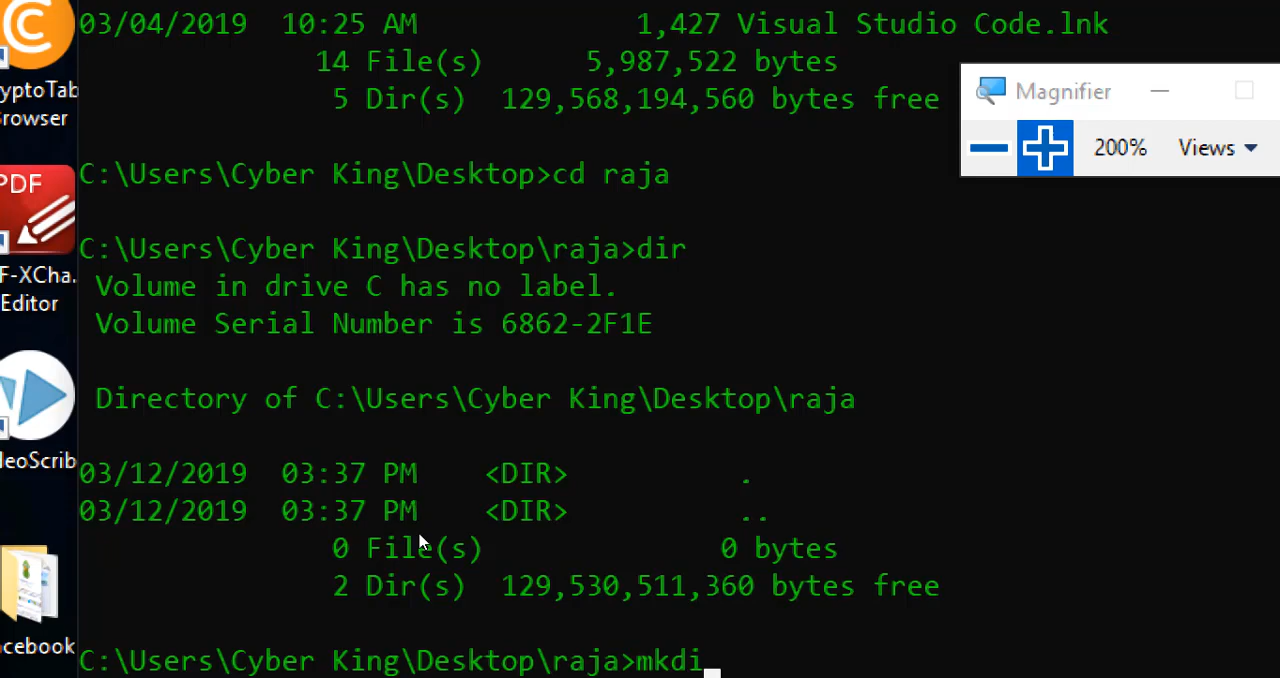 03/04/2019 10:25 AM 1,427 Visual Studio Code.lnk
14 File(s) 5,987,522 bytes
5 Dir(s) 129,568,194,560 bytes free
C:\Users\Cyber King\Desktop>cd raja
C:\Users\Cyber King\Desktop\raja>dir
Volume in drive C has no label.
Volume Serial Number is 6862-2F1E
Directory of C:\Users\Cyber King\Desktop\raja
03/12/2019 03:37 PM <DIR> .
03/12/2019 03:37 PM <DIR> ..
0 File(s) 0 bytes
2 Dir(s) 129,530,511,360 bytes free
C:\Users\Cyber King\Desktop\raja>mkdi
Magnifier
200% Views
yptoTab
Browser
PDF
F-XCha.
Editor
leoScrib
cebook